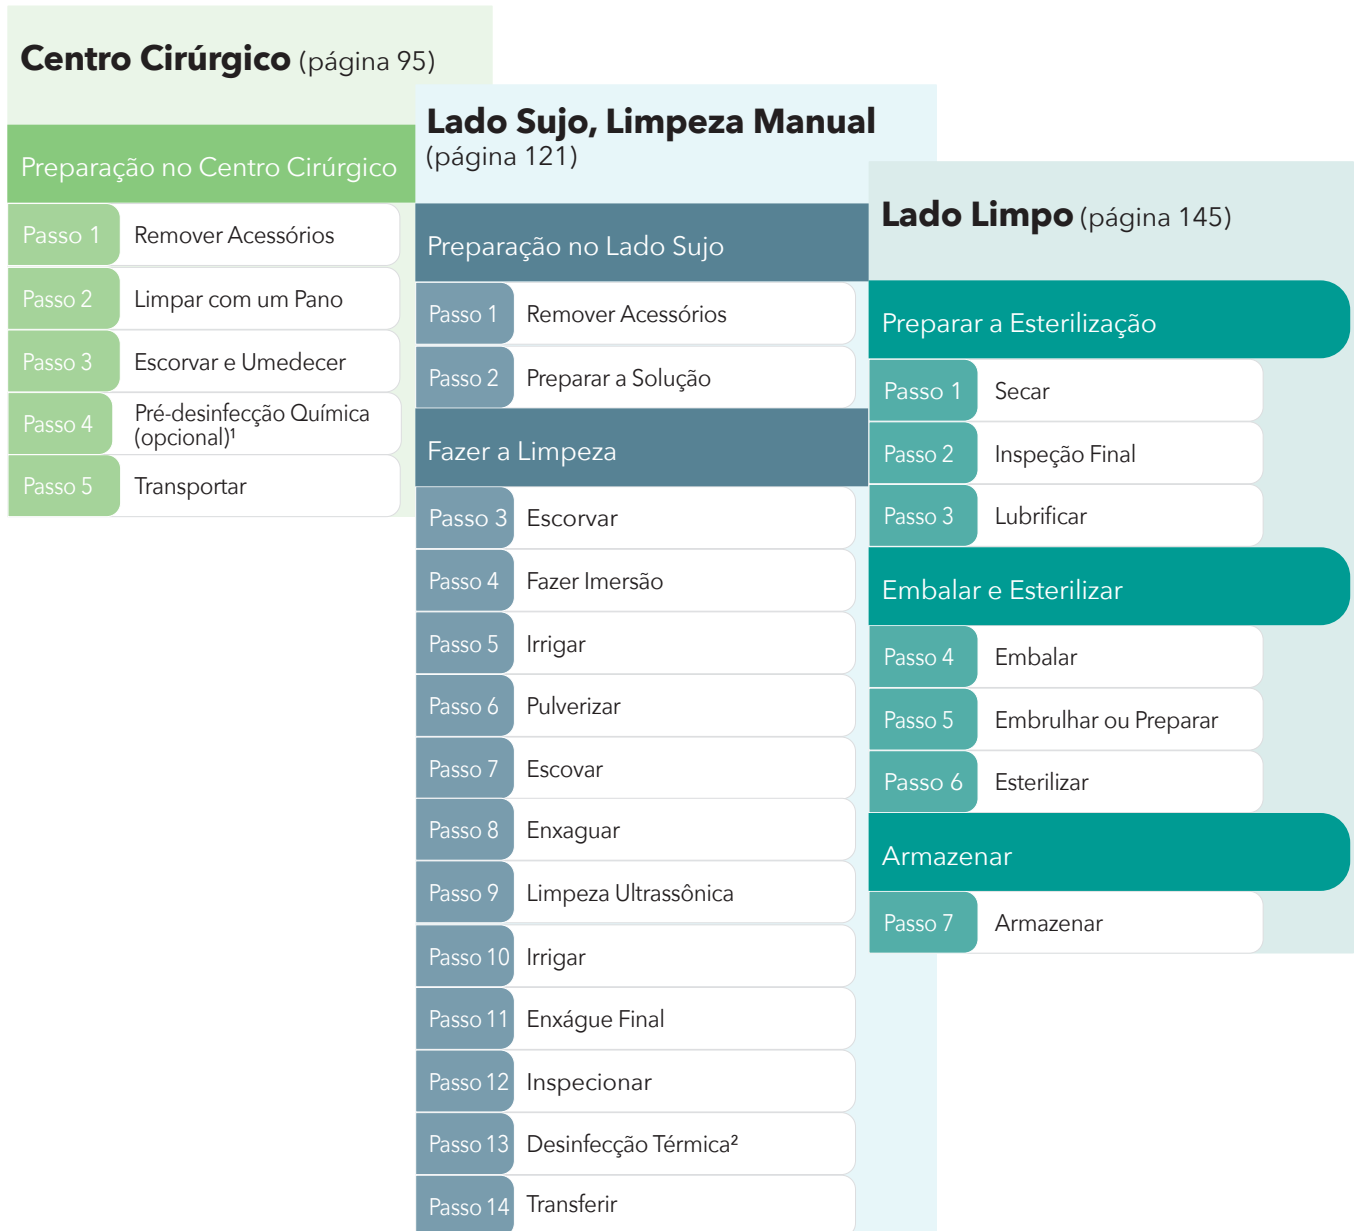 Centro Cirúrgico (página 95)
Preparação no Centro Cirúrgico
Passo 1 Remover Acessórios
Passo 2 Limpar com um Pano
Passo 3 Escorvar e Umedecer
Passo 4 Pré-desinfecção Química
(opcional)¹
Passo 5 Transportar
Lado Sujo, Limpeza Manual
(página 121)
Preparação no Lado Sujo
Passo 1 Remover Acessórios
Passo 2 Preparar a Solução
Fazer a Limpeza
Passo 3 Escorvar
Passo 4 Fazer Imersão
Passo 5 Irrigar
Passo 6 Pulverizar
Passo 7 Escovar
Passo 8 Enxaguar
Passo 9 Limpeza Ultrassônica
Passo 10 Irrigar
Passo 11 Enxágue Final
Passo 12 Inspecionar
Passo 13 Desinfecção Térmica²
Passo 14 Transferir
Lado Limpo (página 145)
Preparar a Esterilização
Passo 1 Secar
Passo 2 Inspeção Final
Passo 3 Lubrificar
Embalar e Esterilizar
Passo 4 Embalar
Passo 5 Embrulhar ou Preparar
Passo 6 Esterilizar
Armazenar
Passo 7 Armazenar